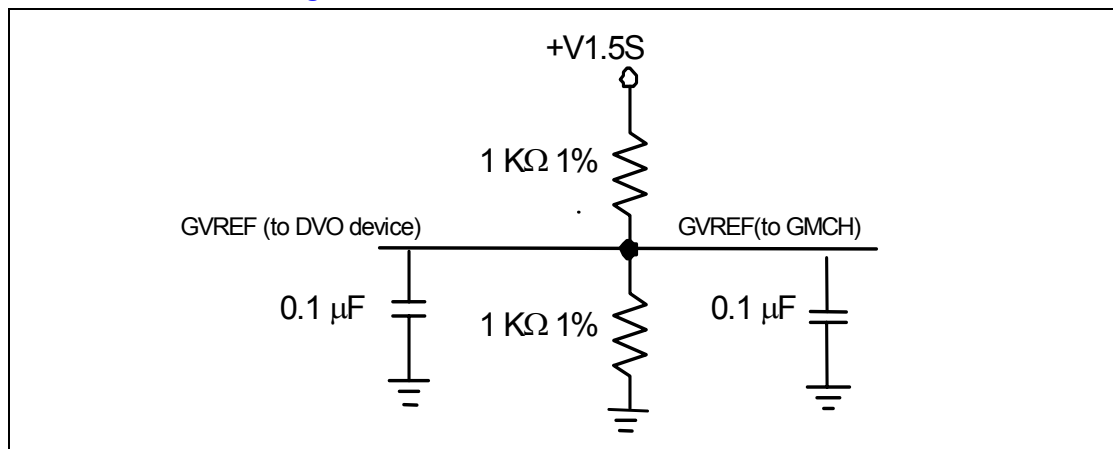 +V1.5S
1 KΩ 1%
GVREF (to DVO device)
GVREF(to GMCH)
0.1 µF
1 KΩ 1%
0.1 µF